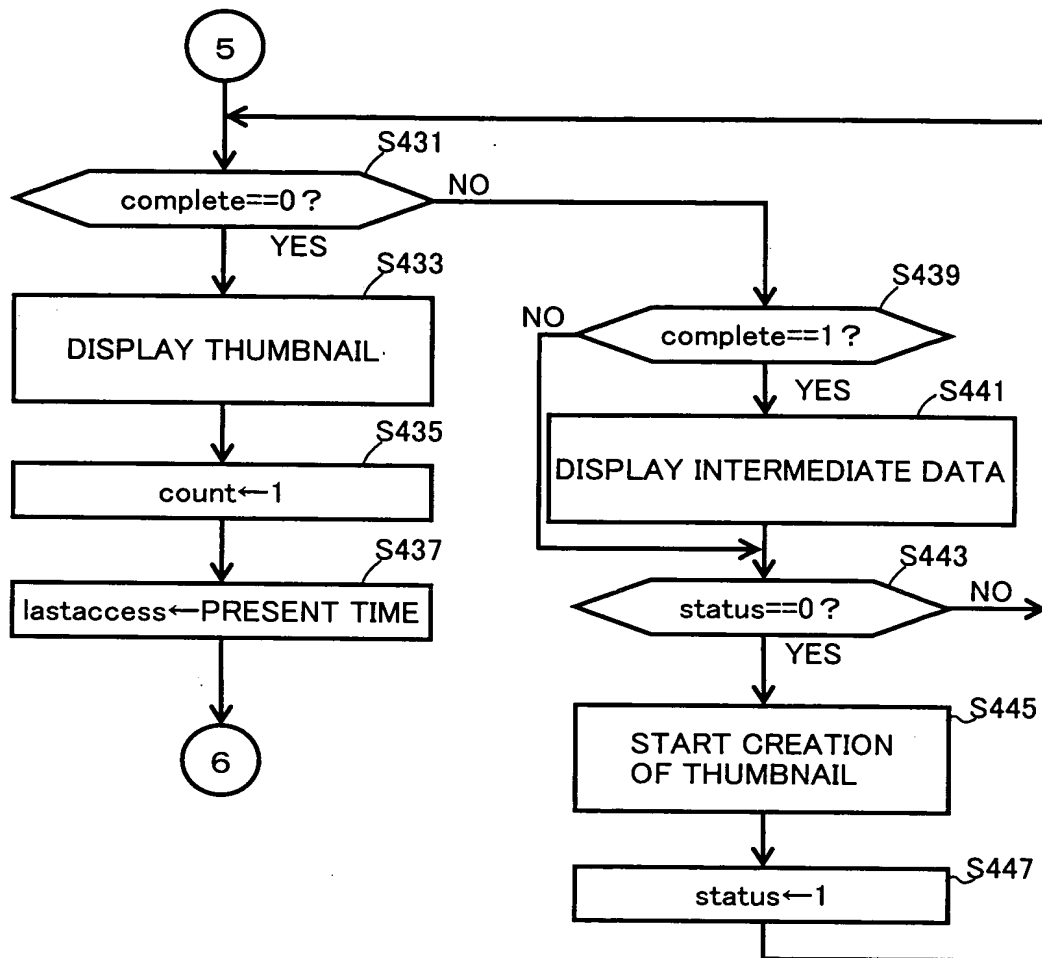 5
S431
complete==0?
NO
YES
S433
DISPLAY THUMBNAIL
S435
count←1
S437
lastaccess←PRESENT TIME
6
S439
NO
complete==1?
YES
S441
DISPLAY INTERMEDIATE DATA
S443
status==0?
NO
YES
S445
START CREATION
OF THUMBNAIL
S447
status←1